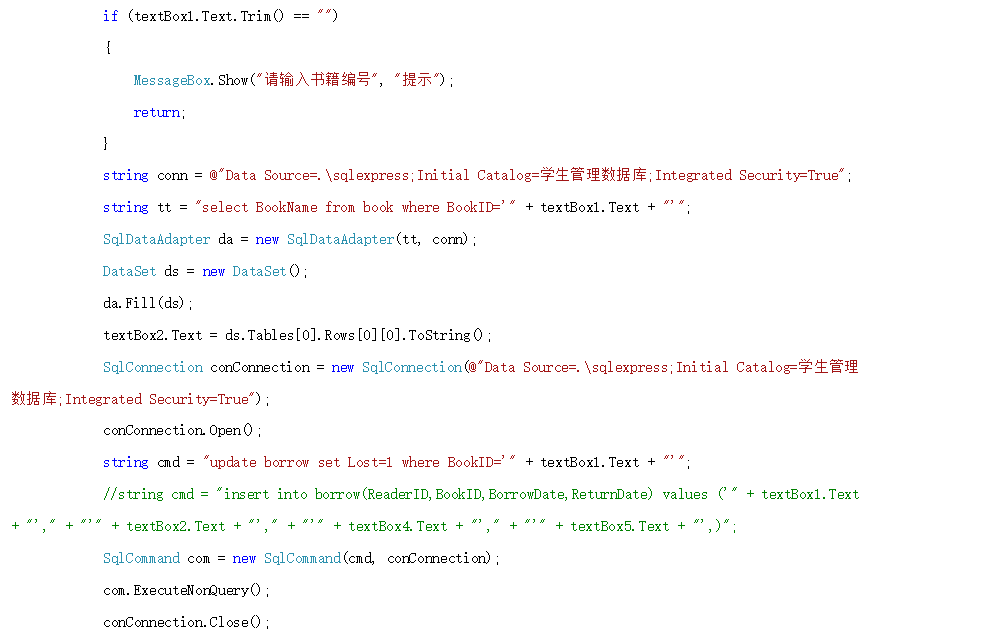 if (textBox1.Text.Trim() == "")
{
MessageBox.Show("请输入书籍编号", "提示");
return;
}
string conn = @"Data Source=.\sqlexpress;Initial Catalog=学生管理数据库;Integrated Security=True";
string tt = "select BookName from book where BookID='" + textBox1.Text + "'";
SqlDataAdapter da = new SqlDataAdapter(tt, conn);
DataSet ds = new DataSet();
da.Fill(ds);
textBox2.Text = ds.Tables[0].Rows[0][0].ToString();
SqlConnection conConnection = new SqlConnection(@"Data Source=.\sqlexpress;Initial Catalog=学生管理
数据库;Integrated Security=True");
conConnection.Open();
string cmd = "update borrow set Lost=1 where BookID='" + textBox1.Text + "'";
//string cmd = "insert into borrow(ReaderID,BookID,BorrowDate,ReturnDate) values ('" + textBox1.Text
+ "'," + "'" + textBox2.Text + "'," + "'" + textBox4.Text + "'," + "'" + textBox5.Text + "',)";
SqlCommand com = new SqlCommand(cmd, conConnection);
com.ExecuteNonQuery();
conConnection.Close();